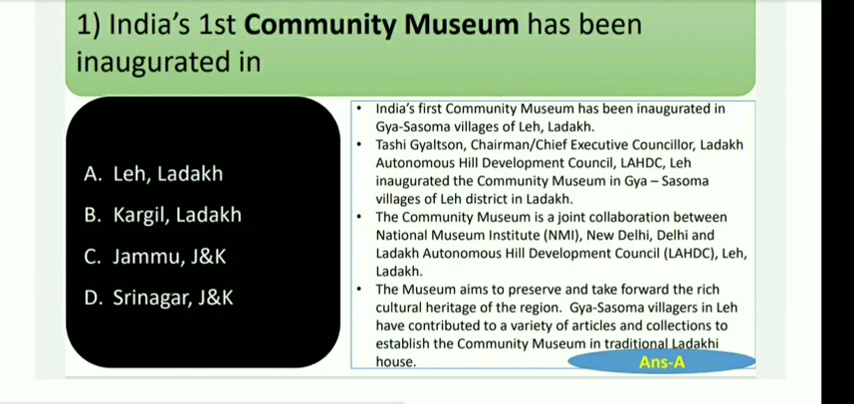 1) India’s 1st Community Museum has been
inaugurated in
A. Leh, Ladakh
B. Kargil, Ladakh
C. Jammu, J&K
D. Srinagar, J&K
• India’s first Community Museum has been inaugurated in
Gya-Sasoma villages of Leh, Ladakh.
• Tashi Gyaltson, Chairman/Chief Executive Councillor, Ladakh
Autonomous Hill Development Council, LAHDC, Leh
inaugurated the Community Museum in Gya – Sasoma
villages of Leh district in Ladakh.
• The Community Museum is a joint collaboration between
National Museum Institute (NMI), New Delhi, Delhi and
Ladakh Autonomous Hill Development Council (LAHDC), Leh,
Ladakh.
• The Museum aims to preserve and take forward the rich
cultural heritage of the region. Gya-Sasoma villagers in Leh
have contributed to a variety of articles and collections to
establish the Community Museum in traditional Ladakhi
house.
Ans-A